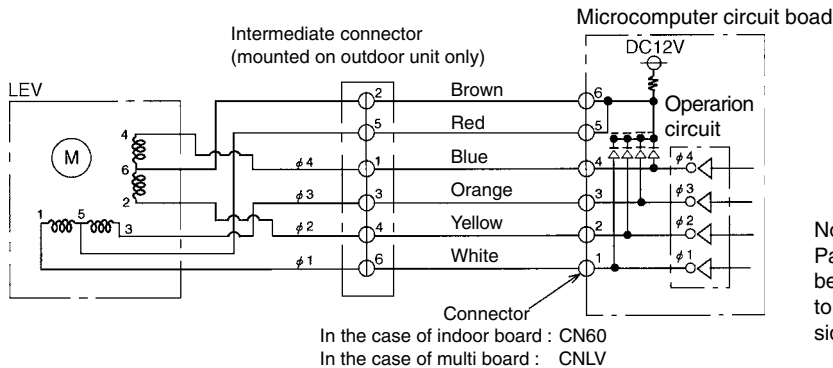 Microcomputer circuit boad
Intermediate connector
(mounted on outdoor unit only)
DC12V
LEV
M
4
6
2
1
5
3
2
5
1
3
4
6
Brown
Red
Blue
Orange
Yellow
White
ϕ4
ϕ3
ϕ2
ϕ1
6
5
4
3
2
1
Operarion
circuit
ϕ4
ϕ3
ϕ2
ϕ1
Connector
In the case of indoor board : CN60
In the case of multi board : CNLV
No
Pa
be
to
sid